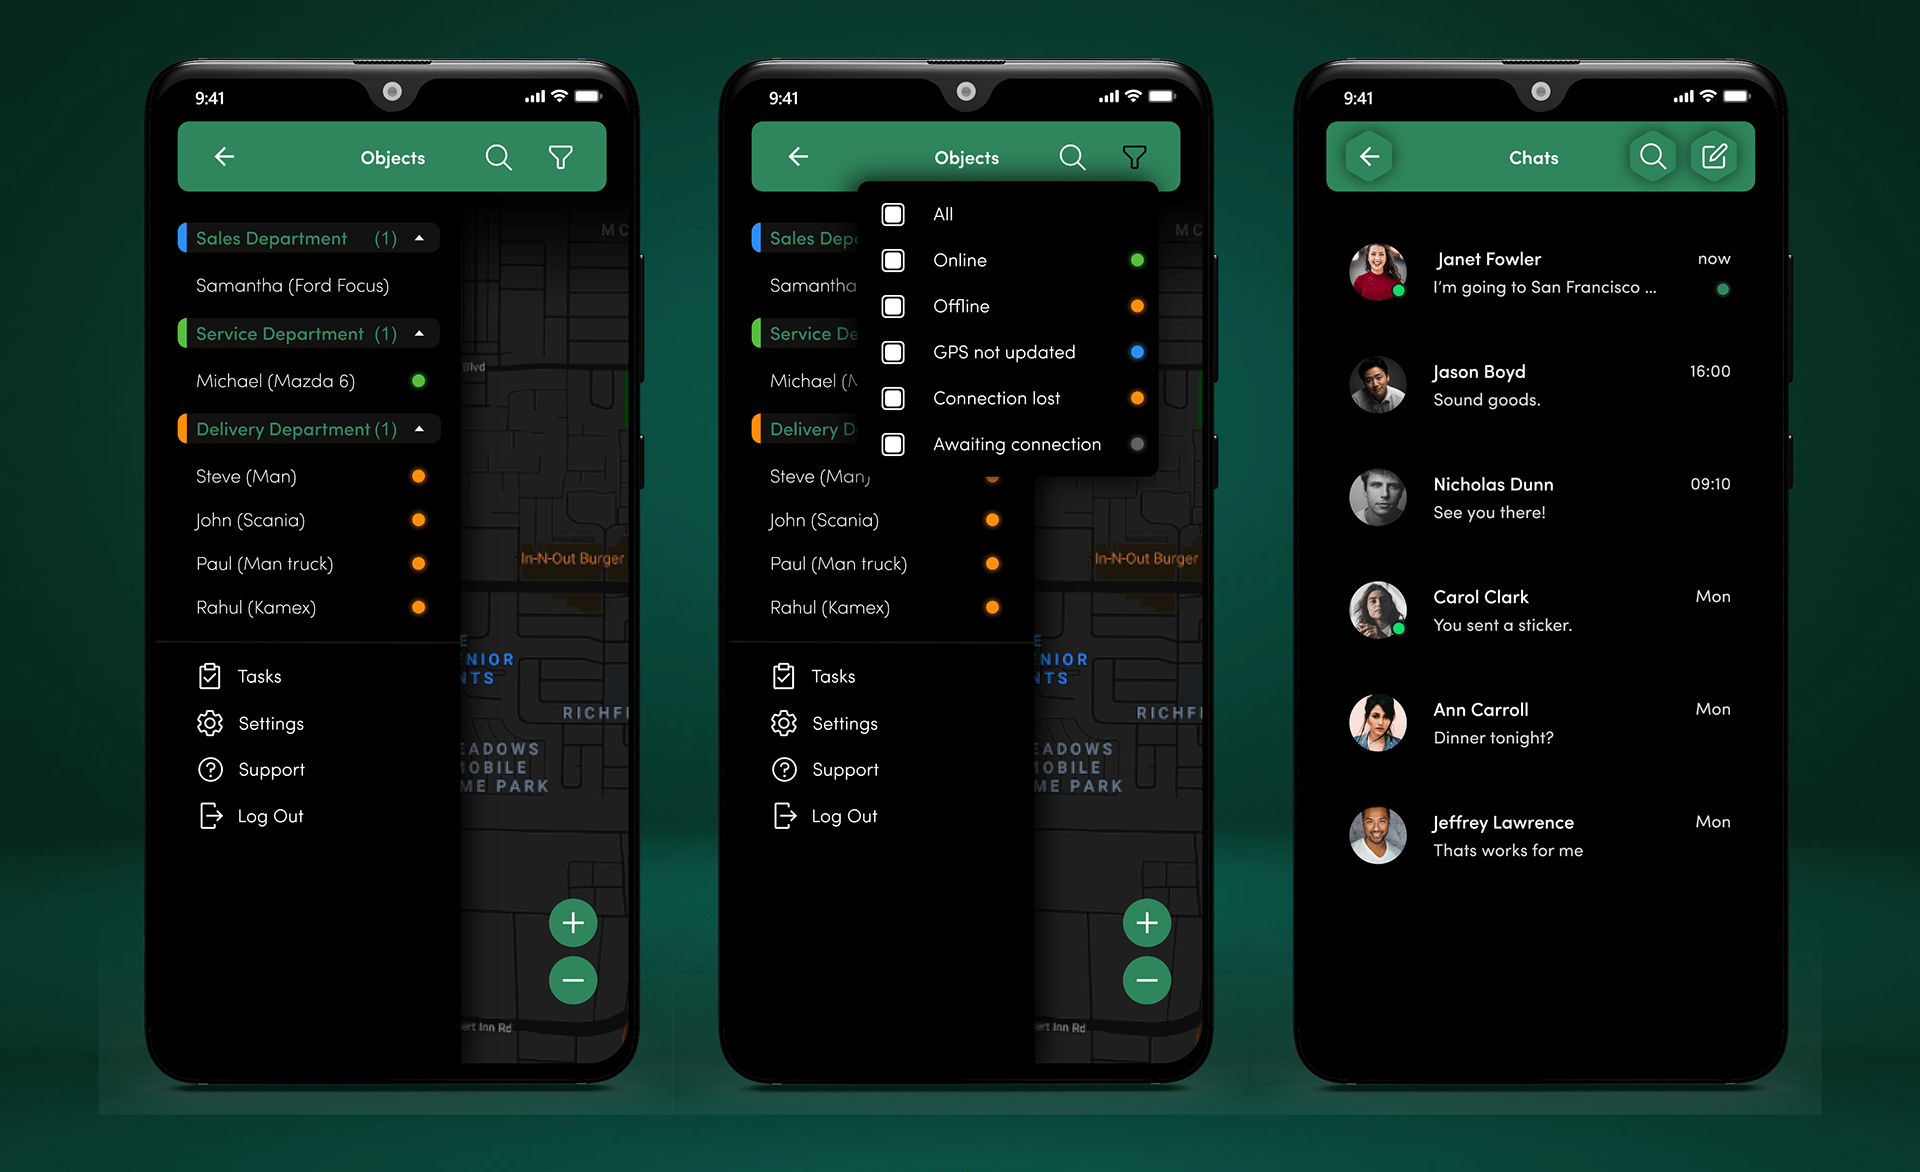 9:41
Objects
Sales Department (1)
Samantha (Ford Focus)
Service Department (1)
Michael (Mazda 6)
Delivery Department (1)
Steve (Man)
John (Scania)
Paul (Man truck)
Rahul (Kamex)
Tasks
Settings
Support
Log Out
MC
Blvd
In-N-Out Burger
E
ENIOR
NTS
RICHFI
EADOWS
MOBILE
ME PARK
ert Inn Rd
9:41
Objects
All
Online
Offline
GPS not updated
Connection lost
Awaiting connection
Sales Dep
Samantha
Service De
Michael (M
Delivery D
Steve (Man)
John (Scania)
Paul (Man truck)
Rahul (Kamex)
Tasks
Settings
Support
Log Out
MC
In-N-Out Burger
E
ENIOR
NTS
RICHFI
EADOWS
MOBILE
ME PARK
ert Inn Rd
9:41
Chats
Janet Fowler now
I'm going to San Francisco ...
Jason Boyd 16:00
Sound goods.
Nicholas Dunn 09:10
See you there!
Carol Clark Mon
You sent a sticker.
Ann Carroll Mon
Dinner tonight?
Jeffrey Lawrence Mon
Thats works for me